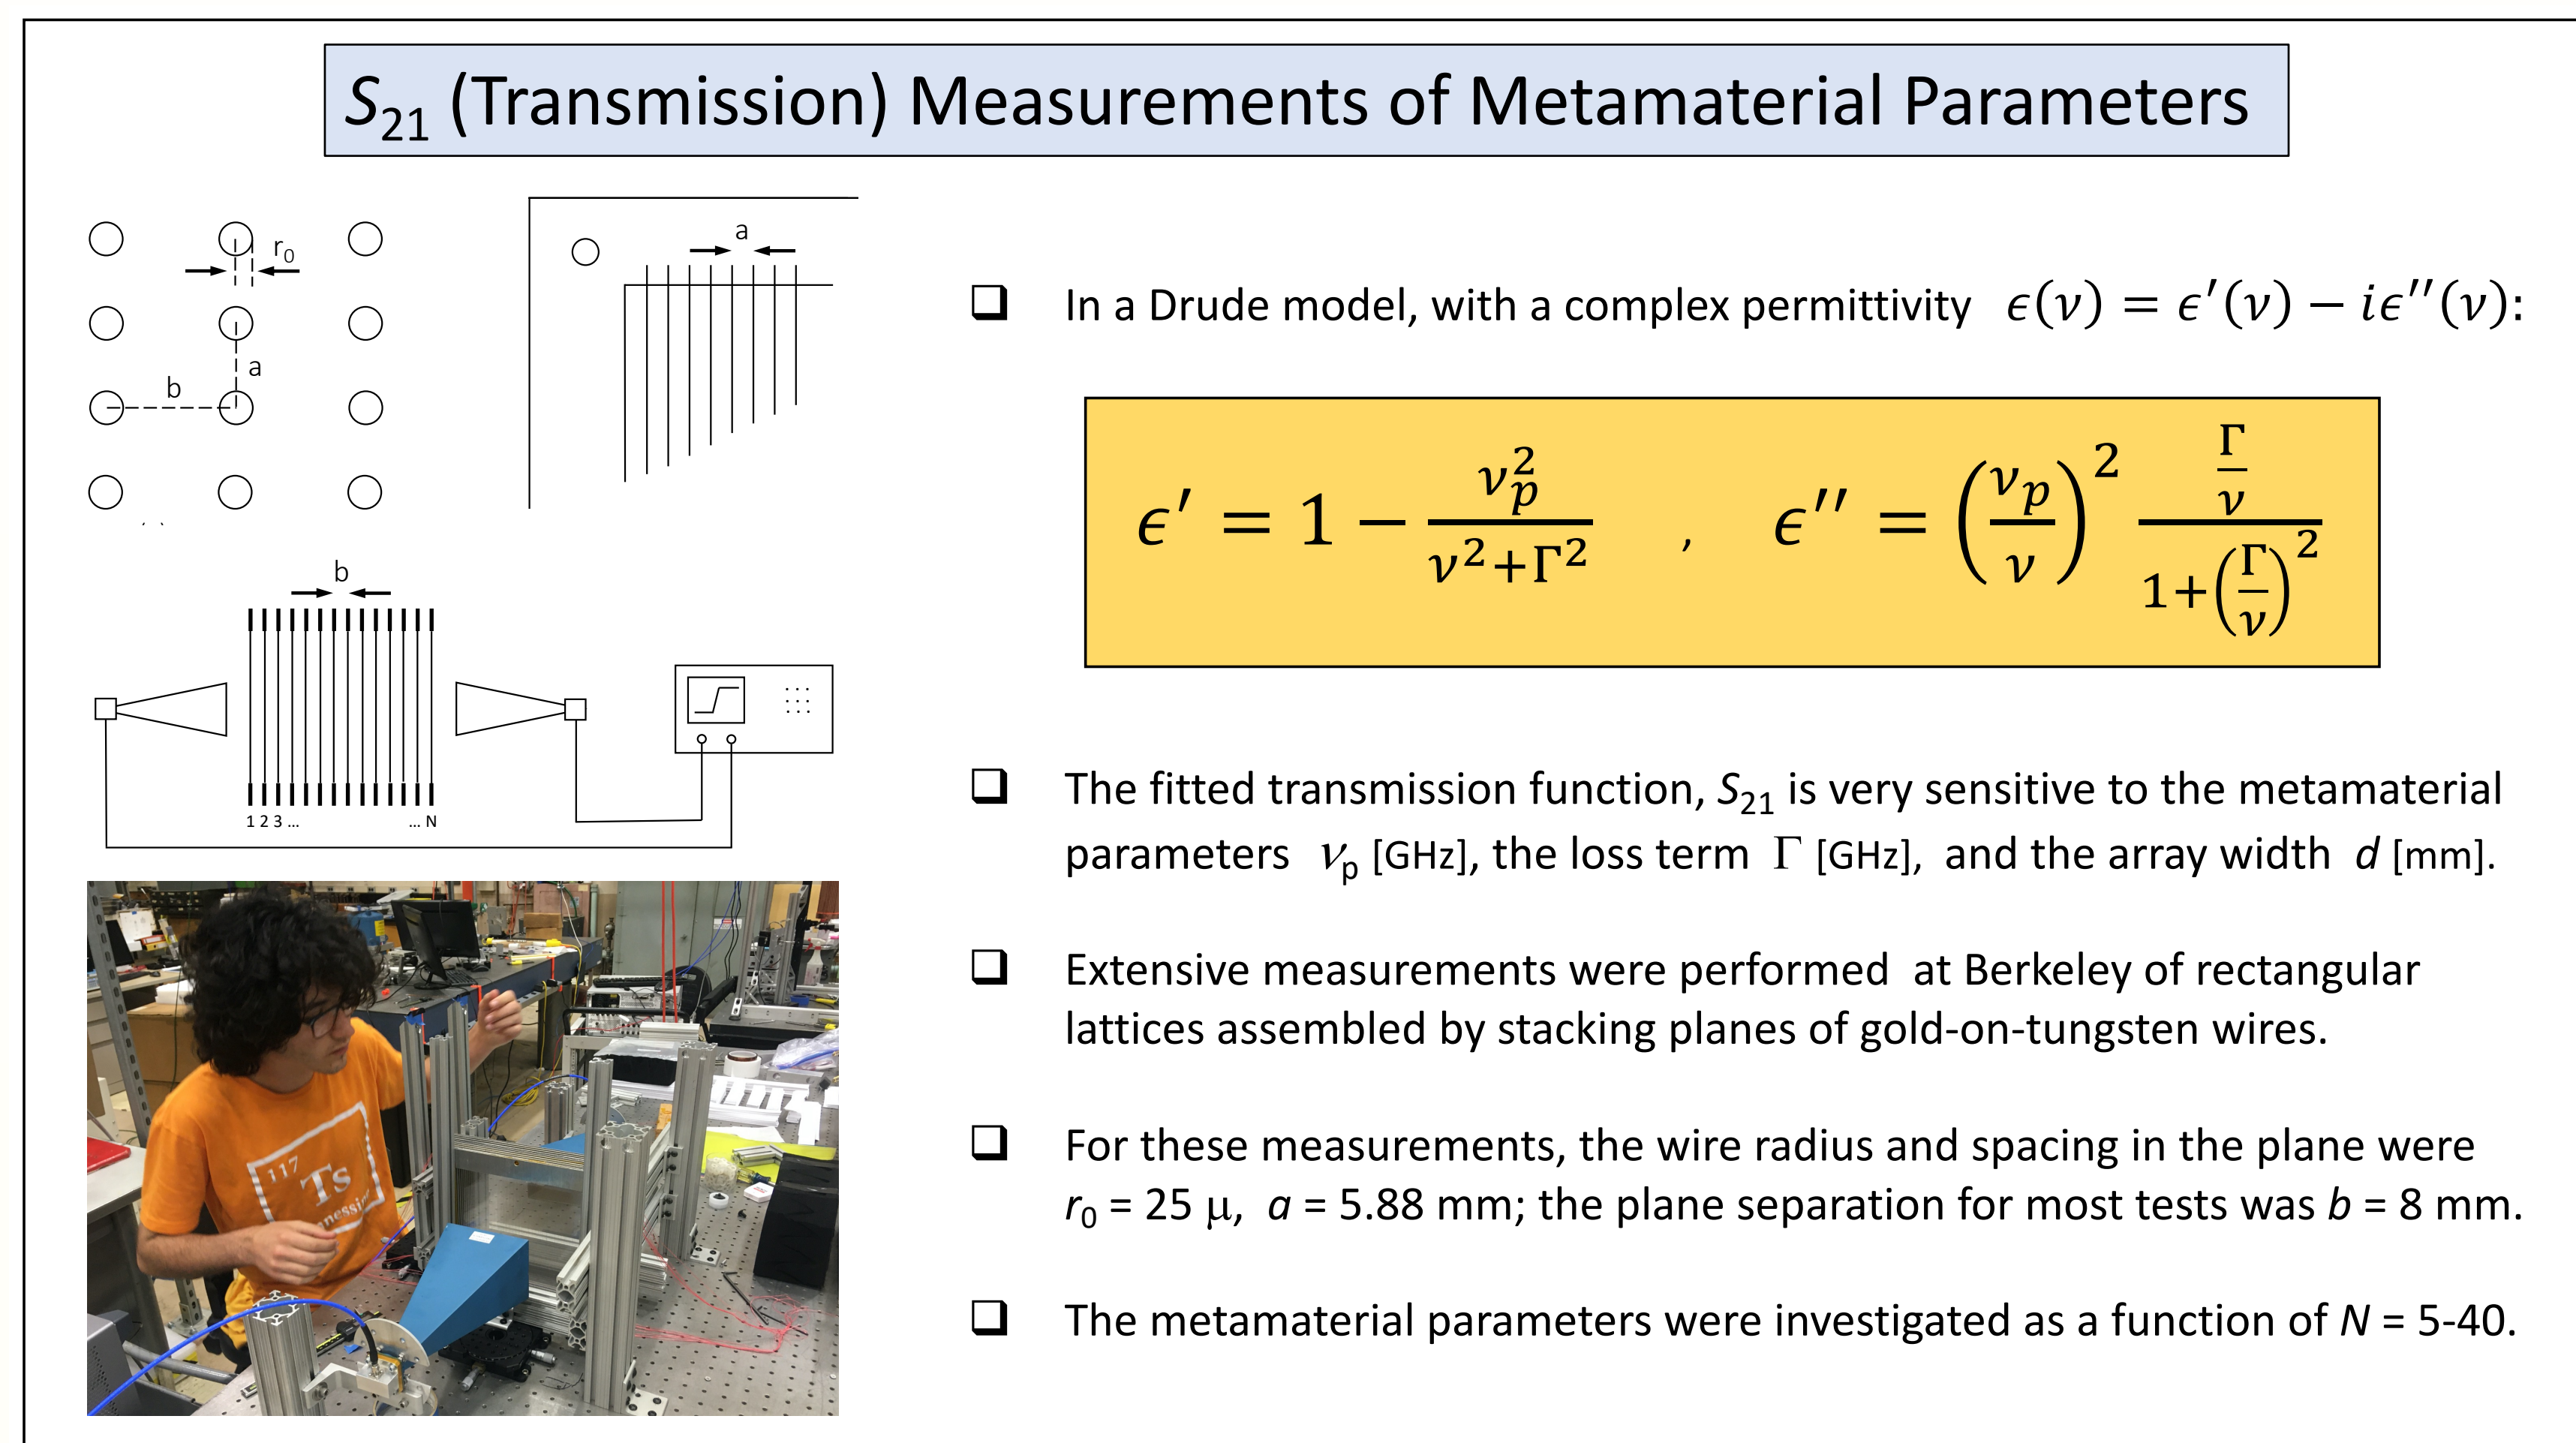 S₂₁ (Transmission) Measurements of Metamaterial Parameters
r₀
a
b
a
b
1 2 3 ... ... N
117
Ts
nnessi
❑ In a Drude model, with a complex permittivity ϵ(ν) = ϵ′(ν) − iϵ′′(ν):
ϵ′ = 1 − ν_p²/(ν²+Γ²) , ϵ′′ = (ν_p/ν)² (Γ/ν)/(1+(Γ/ν)²)
❑ The fitted transmission function, S₂₁ is very sensitive to the metamaterial
parameters ν_p [GHz], the loss term Γ [GHz], and the array width d [mm].
❑ Extensive measurements were performed at Berkeley of rectangular
lattices assembled by stacking planes of gold-on-tungsten wires.
❑ For these measurements, the wire radius and spacing in the plane were
r₀ = 25 μ, a = 5.88 mm; the plane separation for most tests was b = 8 mm.
❑ The metamaterial parameters were investigated as a function of N = 5-40.